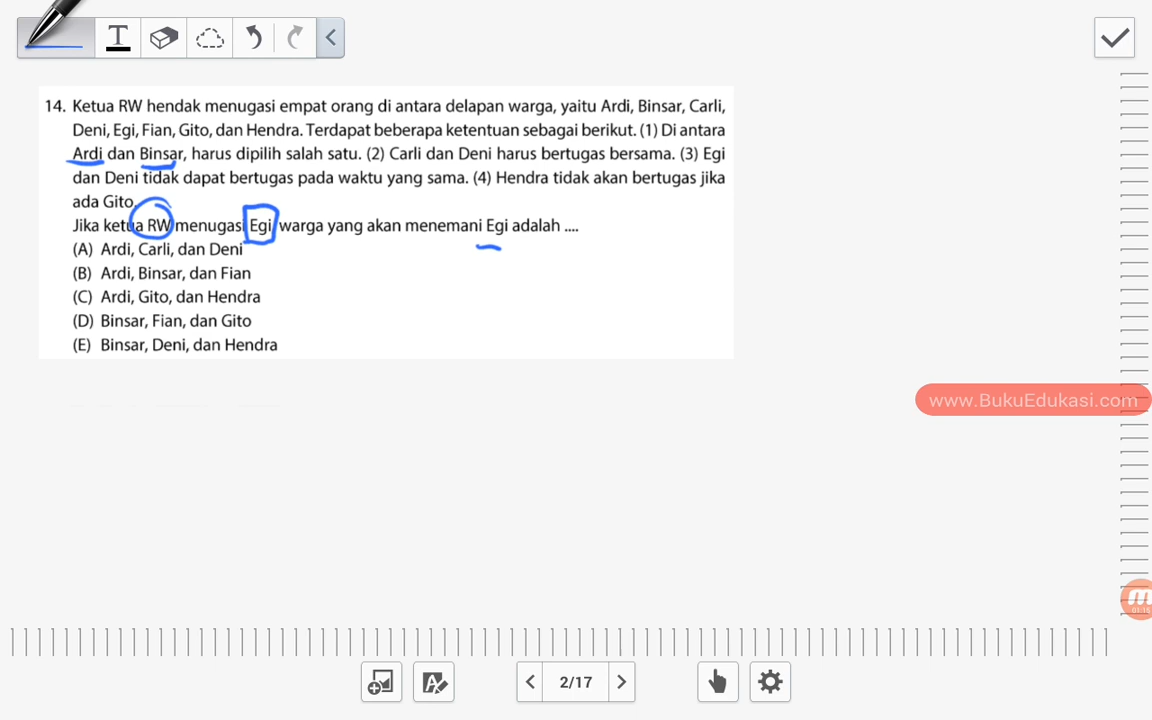 T
14. Ketua RW hendak menugasi empat orang di antara delapan warga, yaitu Ardi, Binsar, Carli,
Deni, Egi, Fian, Gito, dan Hendra. Terdapat beberapa ketentuan sebagai berikut. (1) Di antara
Ardi dan Binsar, harus dipilih salah satu. (2) Carli dan Deni harus bertugas bersama. (3) Egi
dan Deni tidak dapat bertugas pada waktu yang sama. (4) Hendra tidak akan bertugas jika
ada Gito.
Jika ketua RW menugasi Egi, warga yang akan menemani Egi adalah ....
(A) Ardi, Carli, dan Deni
(B) Ardi, Binsar, dan Fian
(C) Ardi, Gito, dan Hendra
(D) Binsar, Fian, dan Gito
(E) Binsar, Deni, dan Hendra
www.BukuEdukasi.com
2/17